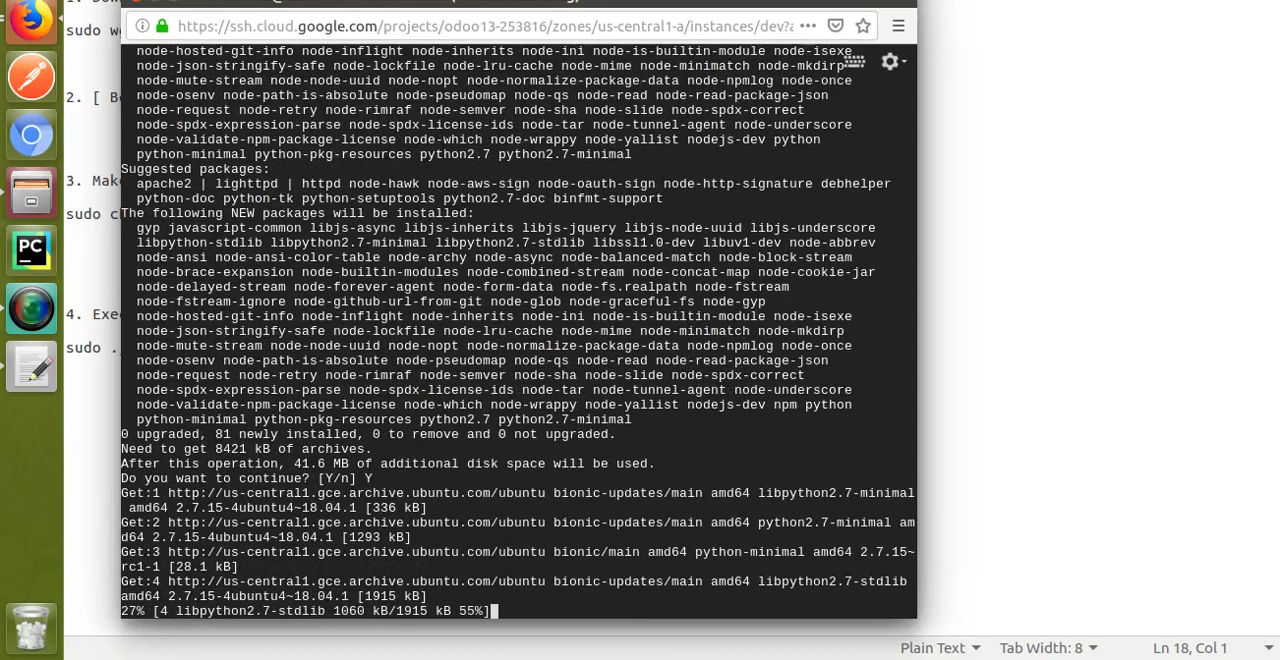 1. Dow
https://ssh.cloud.google.com/projects/odoo13-253816/zones/us-central1-a/instances/dev?a
sudo w
node-hosted-git-info node-inflight node-inherits node-ini node-is-builtin-module node-isexe
node-json-stringify-safe node-lockfile node-lru-cache node-mime node-minimatch node-mkdirp
node-mute-stream node-node-uuid node-nopt node-normalize-package-data node-npmlog node-once
2. [ Bo
node-osenv node-path-is-absolute node-pseudomap node-qs node-read node-read-package-json
node-request node-retry node-rimraf node-semver node-sha node-slide node-spdx-correct
node-spdx-expression-parse node-spdx-license-ids node-tar node-tunnel-agent node-underscore
node-validate-npm-package-license node-which node-wrappy node-yallist nodejs-dev python
python-minimal python-pkg-resources python2.7 python2.7-minimal
Suggested packages:
3. Mak
apache2 | lighttpd | httpd node-hawk node-aws-sign node-oauth-sign node-http-signature debhelper
python-doc python-tk python-setuptools python2.7-doc binfmt-support
sudo c
The following NEW packages will be installed:
gyp javascript-common libjs-async libjs-inherits libjs-jquery libjs-node-uuid libjs-underscore
libpython-stdlib libpython2.7-minimal libpython2.7-stdlib libssl1.0-dev libuv1-dev node-abbrev
node-ansi node-ansi-color-table node-archy node-async node-balanced-match node-block-stream
node-brace-expansion node-builtin-modules node-combined-stream node-concat-map node-cookie-jar
node-delayed-stream node-forever-agent node-form-data node-fs.realpath node-fstream
node-fstream-ignore node-github-url-from-git node-glob node-graceful-fs node-gyp
4. Exe
node-hosted-git-info node-inflight node-inherits node-ini node-is-builtin-module node-isexe
node-json-stringify-safe node-lockfile node-lru-cache node-mime node-minimatch node-mkdirp
sudo ./
node-mute-stream node-node-uuid node-nopt node-normalize-package-data node-npmlog node-once
node-osenv node-path-is-absolute node-pseudomap node-qs node-read node-read-package-json
node-request node-retry node-rimraf node-semver node-sha node-slide node-spdx-correct
node-spdx-expression-parse node-spdx-license-ids node-tar node-tunnel-agent node-underscore
node-validate-npm-package-license node-which node-wrappy node-yallist nodejs-dev npm python
python-minimal python-pkg-resources python2.7 python2.7-minimal
0 upgraded, 81 newly installed, 0 to remove and 0 not upgraded.
Need to get 8421 kB of archives.
After this operation, 41.6 MB of additional disk space will be used.
Do you want to continue? [Y/n] Y
Get:1 http://us-central1.gce.archive.ubuntu.com/ubuntu bionic-updates/main amd64 libpython2.7-minimal
amd64 2.7.15-4ubuntu4~18.04.1 [336 kB]
Get:2 http://us-central1.gce.archive.ubuntu.com/ubuntu bionic-updates/main amd64 python2.7-minimal am
d64 2.7.15-4ubuntu4~18.04.1 [1293 kB]
Get:3 http://us-central1.gce.archive.ubuntu.com/ubuntu bionic/main amd64 python-minimal amd64 2.7.15~
rc1-1 [28.1 kB]
Get:4 http://us-central1.gce.archive.ubuntu.com/ubuntu bionic-updates/main amd64 libpython2.7-stdlib
amd64 2.7.15-4ubuntu4~18.04.1 [1915 kB]
27% [4 libpython2.7-stdlib 1060 kB/1915 kB 55%]
PC
Plain Text Tab Width: 8 Ln 18, Col 1